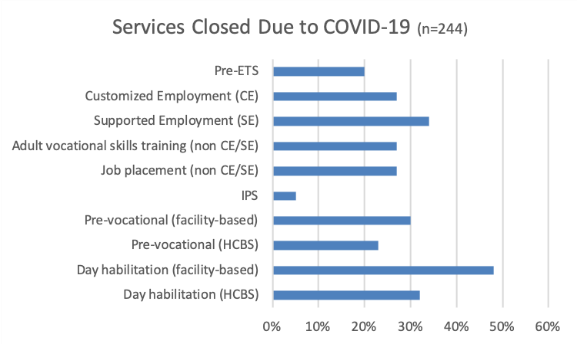 Services Closed Due to COVID-19 (n=244)
Pre-ETS
Customized Employment (CE)
Supported Employment (SE)
Adult vocational skills training (non CE/SE)
Job placement (non CE/SE)
IPS
Pre-vocational (facility-based)
Pre-vocational (HCBS)
Day habilitation (facility-based)
Day habilitation (HCBS)
0% 10% 20% 30% 40% 50% 60%